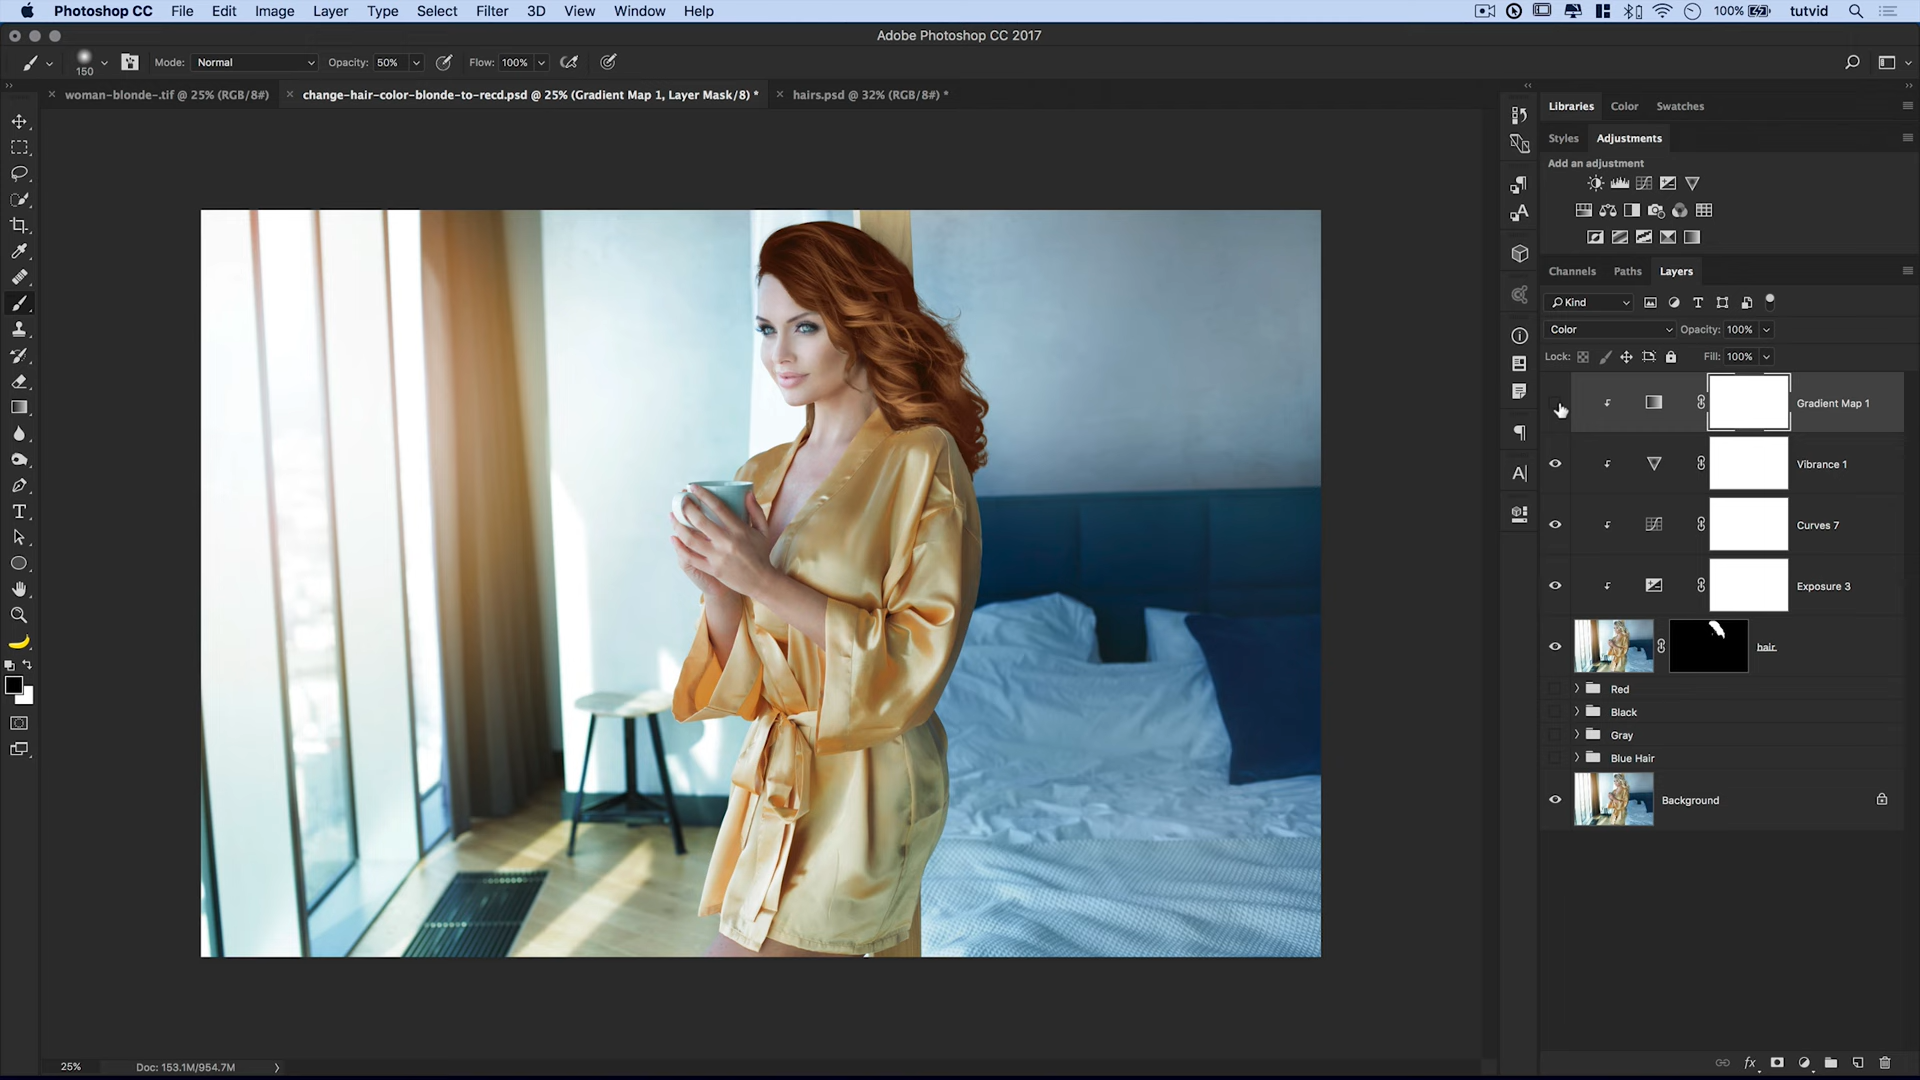 Photoshop CC File Edit Image Layer Type Select Filter 3D View Window Help 100% tutvid
Adobe Photoshop CC 2017
150 Mode: Normal Opacity: 50% Flow: 100%
woman-blonde-.tif @ 25% (RGB/8#) change-hair-color-blonde-to-recd.psd @ 25% (Gradient Map 1, Layer Mask/8) * hairs.psd @ 32% (RGB/8#) *
Libraries Color Swatches
Styles Adjustments
Add an adjustment
Channels Paths Layers
Kind
Color Opacity: 100%
Lock: Fill: 100%
Gradient Map 1
Vibrance 1
Curves 7
Exposure 3
hair
Red
Black
Gray
Blue Hair
Background
25% Doc: 153.1M/954.7M